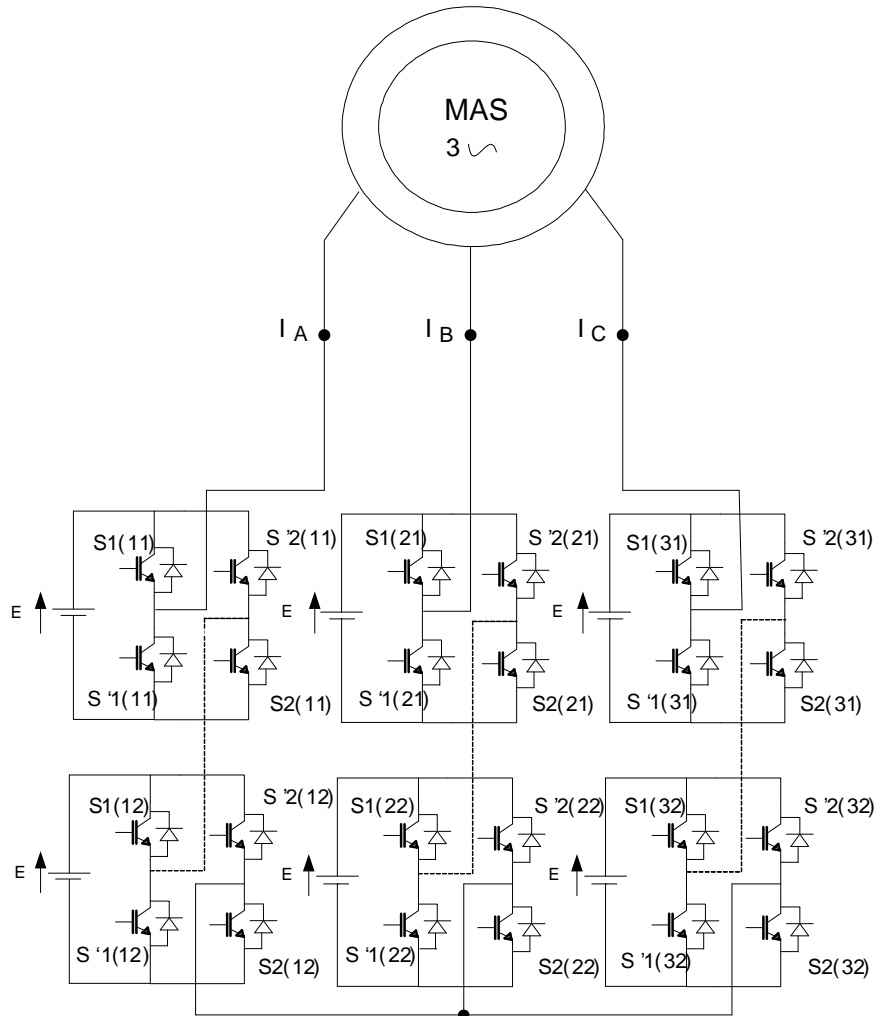 MAS
3
I A
I B
I C
S1(11)
S '2(11)
S1(21)
S '2(21)
S1(31)
S '2(31)
E
E
E
S '1(11)
S2(11)
S '1(21)
S2(21)
S '1(31)
S2(31)
S1(12)
S '2(12)
S1(22)
S '2(22)
S1(32)
S '2(32)
E
E
E
S '1(12)
S2(12)
S '1(22)
S2(22)
S'1(32)
S2(32)